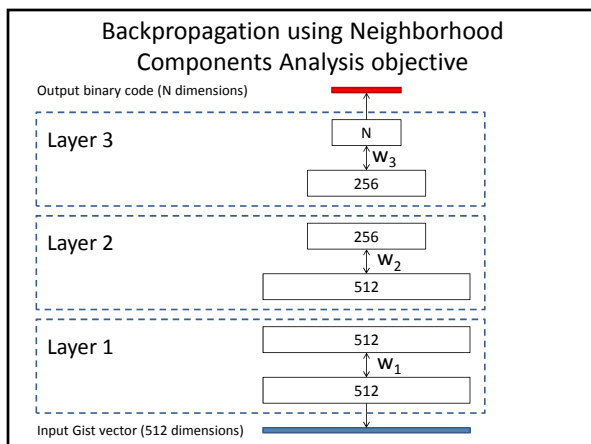 Backpropagation using Neighborhood
Components Analysis objective
Output binary code (N dimensions)
Layer 3
N
W3
256
Layer 2
256
W2
512
Layer 1
512
W1
512
Input Gist vector (512 dimensions)